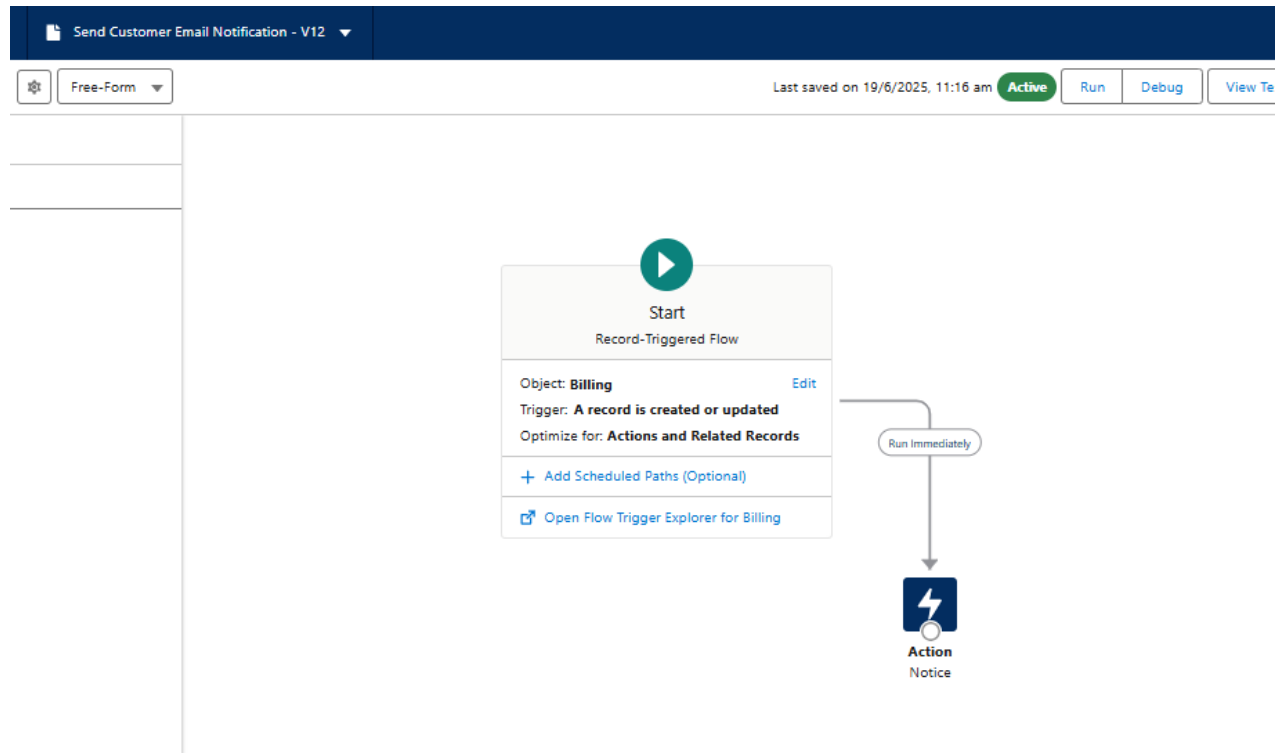 Send Customer Email Notification - V12
Free-Form
Last saved on 19/6/2025, 11:16 am Active Run Debug View Te
Start
Record-Triggered Flow
Object: Billing Edit
Trigger: A record is created or updated
Optimize for: Actions and Related Records
Run Immediately
+ Add Scheduled Paths (Optional)
Open Flow Trigger Explorer for Billing
Action
Notice